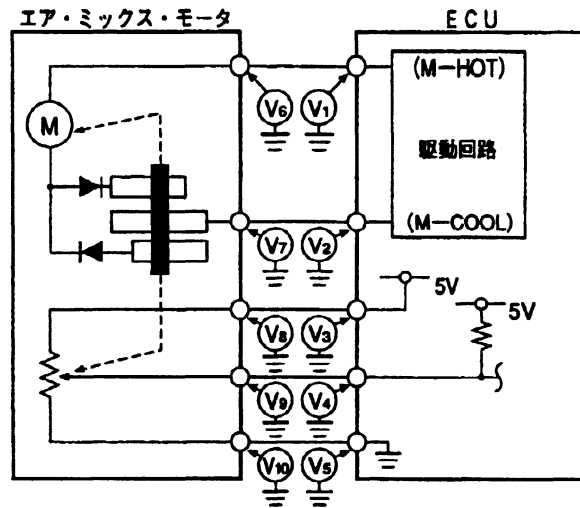 エア・ミックス・モータ
ECU
(M-HOT)
M
V6
V1
駆動回路
(M-COOL)
V7
V2
5V
5V
V8
V3
V9
V4
V10
V5